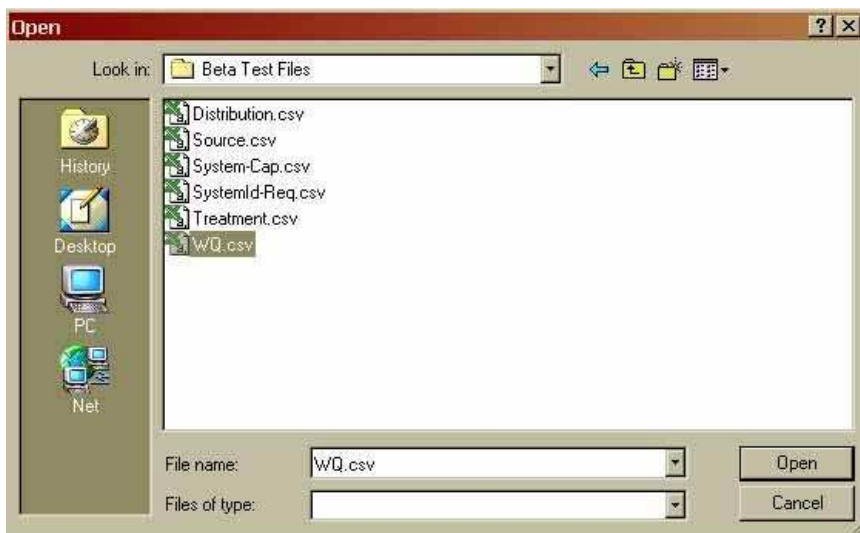 Open
Look in: Beta Test Files
Distribution.csv
Source.csv
System-Cap.csv
SystemId-Req.csv
Treatment.csv
WQ.csv
History
Desktop
PC
Net
File name: WQ.csv Open
Files of type: Cancel